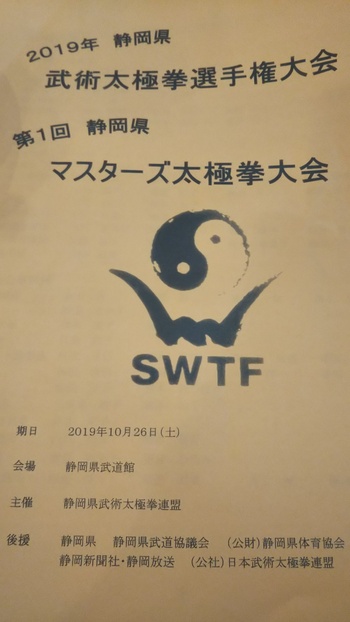 2019年 静岡県
武術太極拳選手権大会
第1回 静岡県
マスターズ太極拳大会
SWTF
期日 2019年10月26日(土)
会場 静岡県武道館
主催 静岡県武術太極拳連盟
後援 静岡県 静岡県武道協議会 (公財)静岡県体育協会
静岡新聞社・静岡放送 (公社)日本武術太極拳連盟